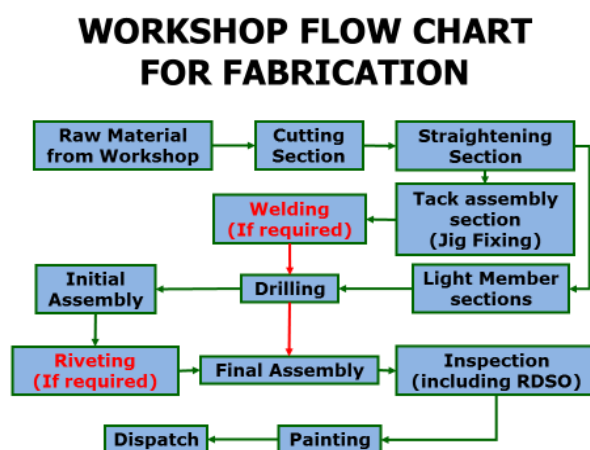 WORKSHOP FLOW CHART
FOR FABRICATION
Raw Material
from Workshop
Cutting
Section
Straightening
Section
Welding
(If required)
Tack assembly
section
(Jig Fixing)
Initial
Assembly
Drilling
Light Member
sections
Riveting
(If required)
Final Assembly
Inspection
(including RDSO)
Dispatch
Painting